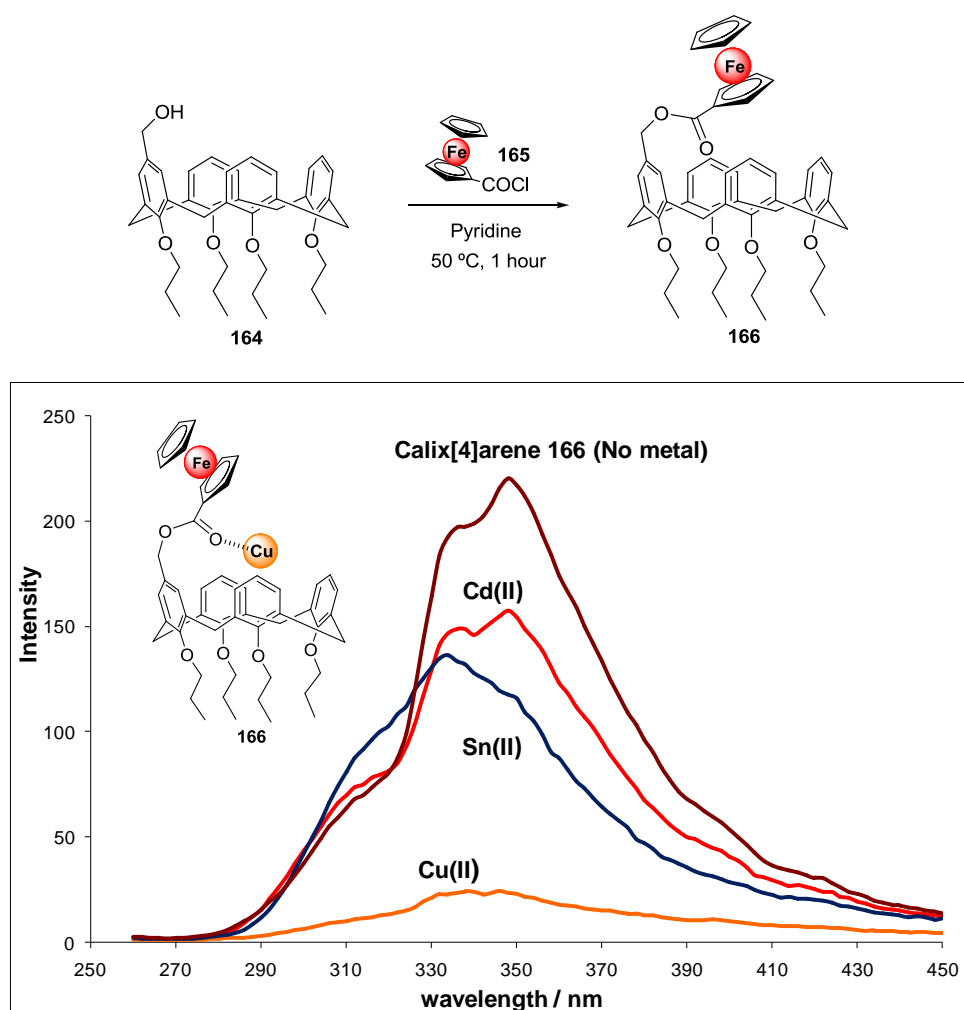 Fe
OH
O
O
Fe
165
COCl
Pyridine
50 ºC, 1 hour
O
O
O
O
164
O
O
O
O
166
250
200
150
100
50
0
Intensity
Calix[4]arene 166 (No metal)
Fe
O
O
Cu
O
O
O
O
166
Cd(II)
Sn(II)
Cu(II)
250
270
290
310
330
350
370
390
410
430
450
wavelength / nm